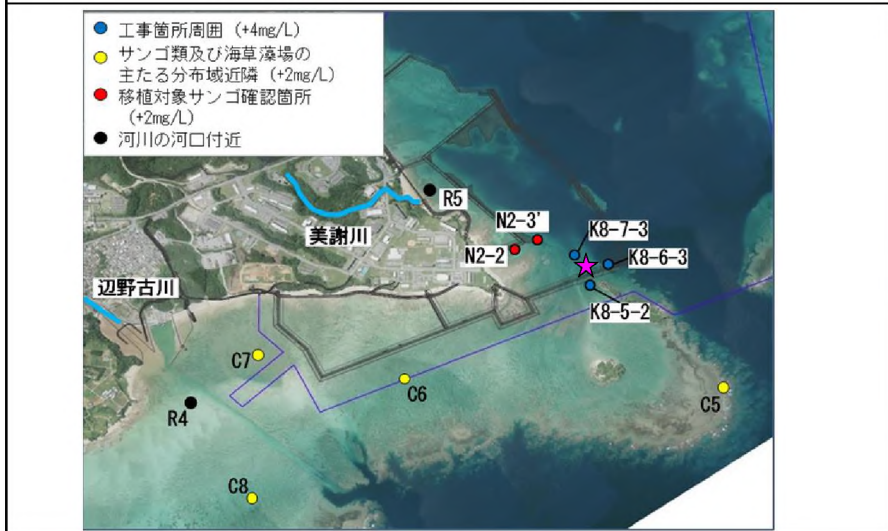 工事箇所周囲 (+4mg/L)
サンゴ類及び海草藻場の
主たる分布域近隣 (+2mg/L)
移植対象サンゴ確認箇所
(+2mg/L)
河川の河口付近
R5
美謝川
N2-3'
N2-2
K8-7-3
K8-6-3
K8-5-2
辺野古川
C7
C6
C5
R4
C8